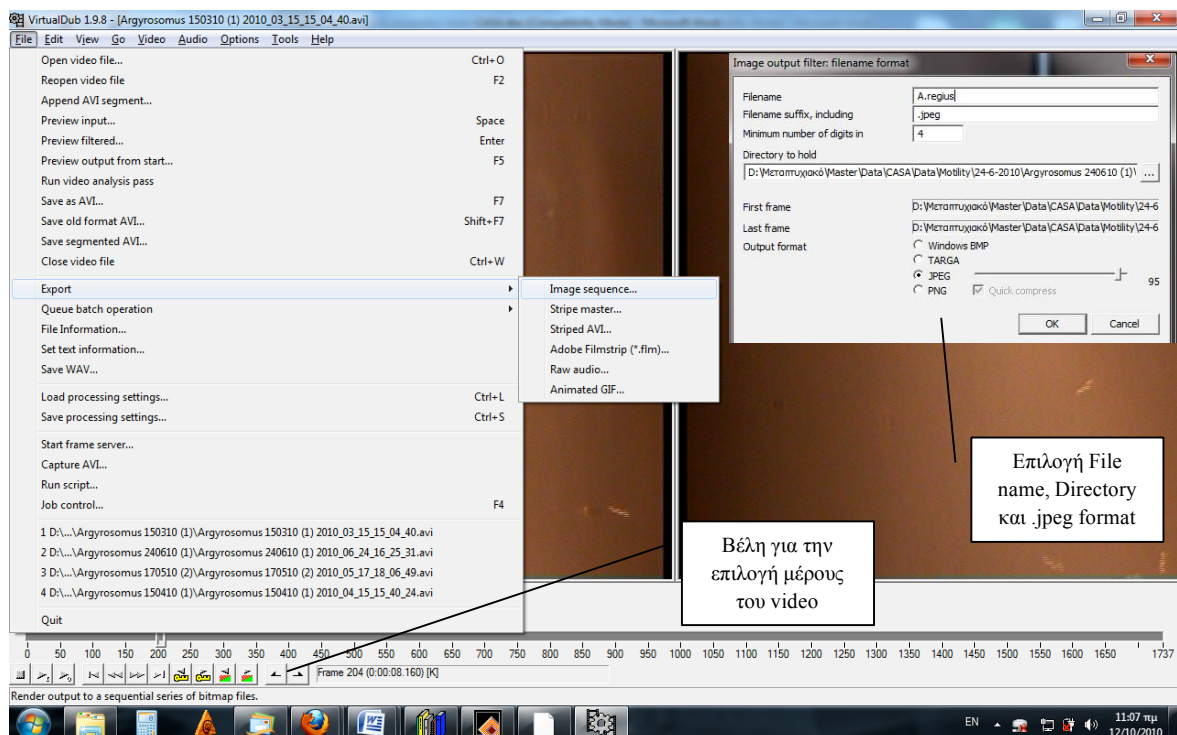 VirtualDub 1.9.8 - [Argyrosomus 150310 (1) 2010_03_15_15_04_40.avi]
File Edit View Go Video Audio Options Tools Help
Open video file... Ctrl+O
Reopen video file F2
Append AVI segment...
Preview input... Space
Preview filtered... Enter
Preview output from start... F5
Run video analysis pass
Save as AVI... F7
Save old format AVI... Shift+F7
Save segmented AVI...
Close video file Ctrl+W
Export
Queue batch operation
File Information...
Set text information...
Save WAV...
Load processing settings... Ctrl+L
Save processing settings... Ctrl+S
Start frame server...
Capture AVI...
Run script...
Job control... F4
1 D:\...\Argyrosomus 150310 (1)\Argyrosomus 150310 (1) 2010_03_15_15_04_40.avi
2 D:\...\Argyrosomus 240610 (1)\Argyrosomus 240610 (1) 2010_06_24_16_25_31.avi
3 D:\...\Argyrosomus 170510 (2)\Argyrosomus 170510 (2) 2010_05_17_18_06_49.avi
4 D:\...\Argyrosomus 150410 (1)\Argyrosomus 150410 (1) 2010_04_15_15_40_24.avi
Quit
Image sequence...
Stripe master...
Striped AVI...
Adobe Filmstrip (*.flm)...
Raw audio...
Animated GIF...
Image output filter: filename format
Filename A.regius
Filename suffix, including .jpeg
Minimum number of digits in 4
Directory to hold
D:\Μεταπτυχιακό\Master\Data\CASA\Data\Motility\24-6-2010\Argyrosomus 240610 (1)\ ...
First frame D:\Μεταπτυχιακό\Master\Data\CASA\Data\Motility\24-6
Last frame D:\Μεταπτυχιακό\Master\Data\CASA\Data\Motility\24-6
Output format Windows BMP
TARGA
JPEG 95
PNG Quick compress
OK Cancel
Επιλογή File
name, Directory
και .jpeg format
Βέλη για την
επιλογή μέρους
του video
0 50 100 150 200 250 300 350 400 450 500 550 600 650 700 750 800 850 900 950 1000 1050 1100 1150 1200 1250 1300 1350 1400 1450 1500 1550 1600 1650 1737
Frame 204 (0:00:08.160) [K]
Render output to a sequential series of bitmap files.
EN 11:07 πμ
12/10/2010